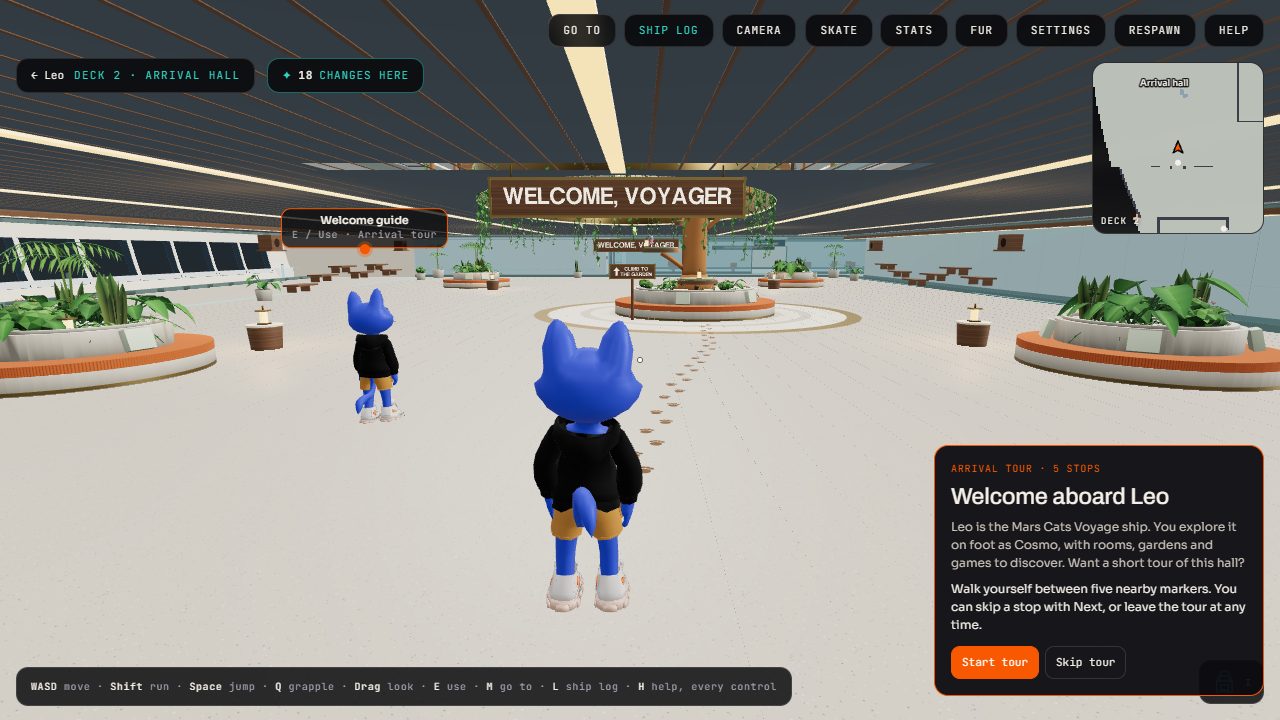 GO TO
SHIP LOG
CAMERA
SKATE
STATS
FUR
SETTINGS
RESPAWN
HELP
← Leo DECK 2 · ARRIVAL HALL
✦ 18 CHANGES HERE
Arrival hall
DECK 2
WELCOME, VOYAGER
Welcome guide
E / Use · Arrival tour
WELCOME, VOYAGER
CLIMB TO
THE GARDEN
ARRIVAL TOUR · 5 STOPS
Welcome aboard Leo
Leo is the Mars Cats Voyage ship. You explore it
on foot as Cosmo, with rooms, gardens and
games to discover. Want a short tour of this hall?
Walk yourself between five nearby markers. You
can skip a stop with Next, or leave the tour at any
time.
Start tour
Skip tour
WASD move · Shift run · Space jump · Q grapple · Drag look · E use · M go to · L ship log · H help, every control